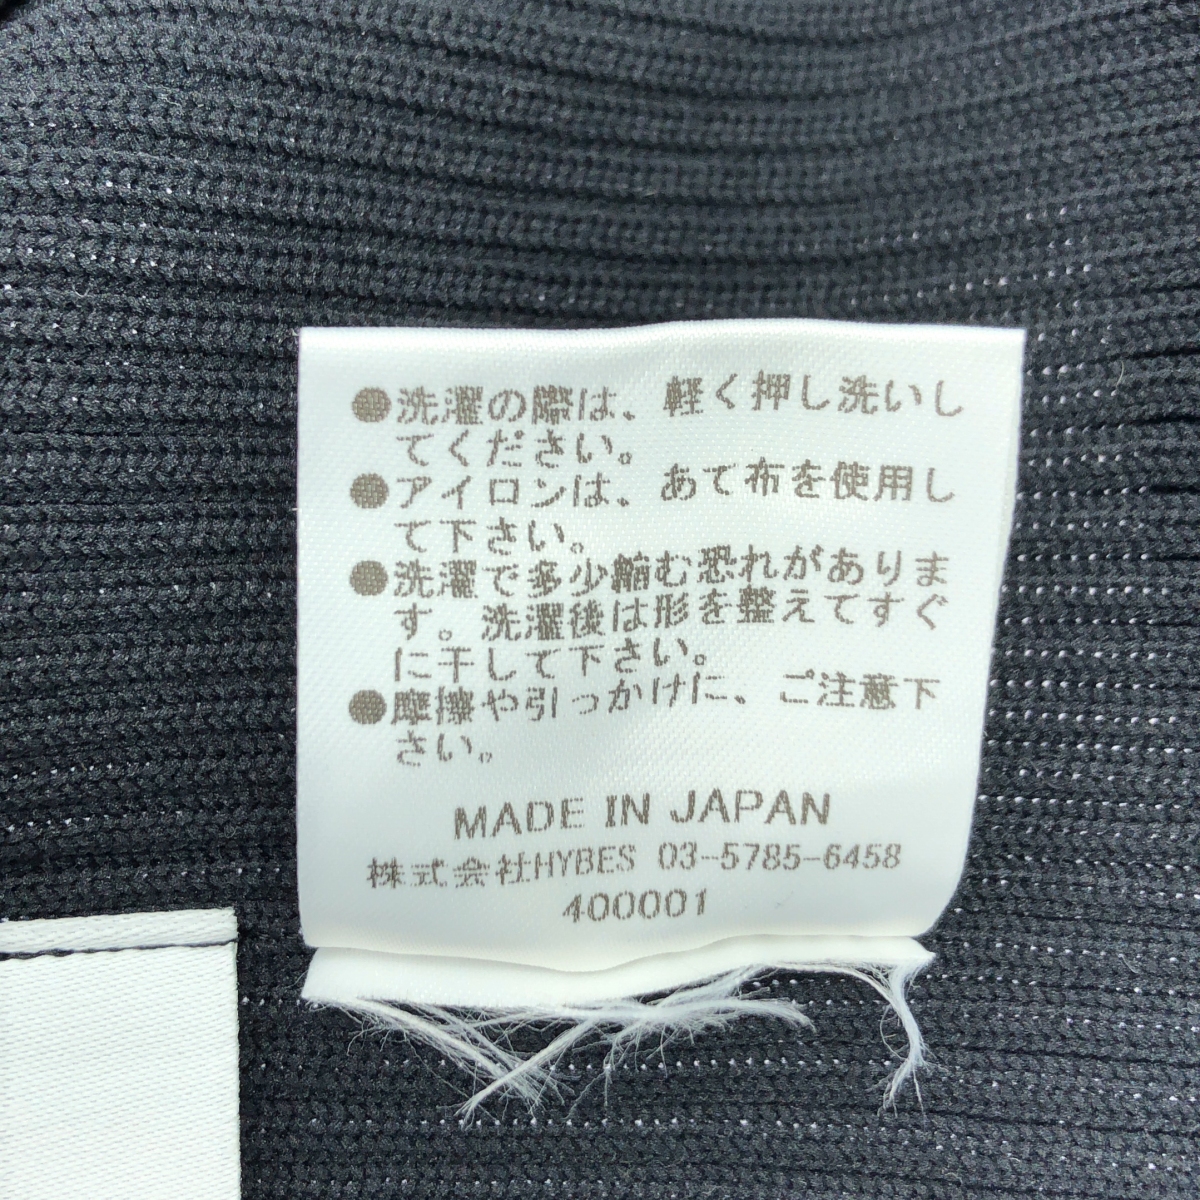 ●洗濯の際は、軽く押し洗いし
てください。
●アイロンは、あて布を使用し
て下さい。
●洗濯で多少縮む恐れがありま
す。洗濯後は形を整えてすぐ
に干して下さい。
●摩擦や引っかけに、ご注意下
さい。
MADE IN JAPAN
株式会社HYBES 03-5785-6458
400001